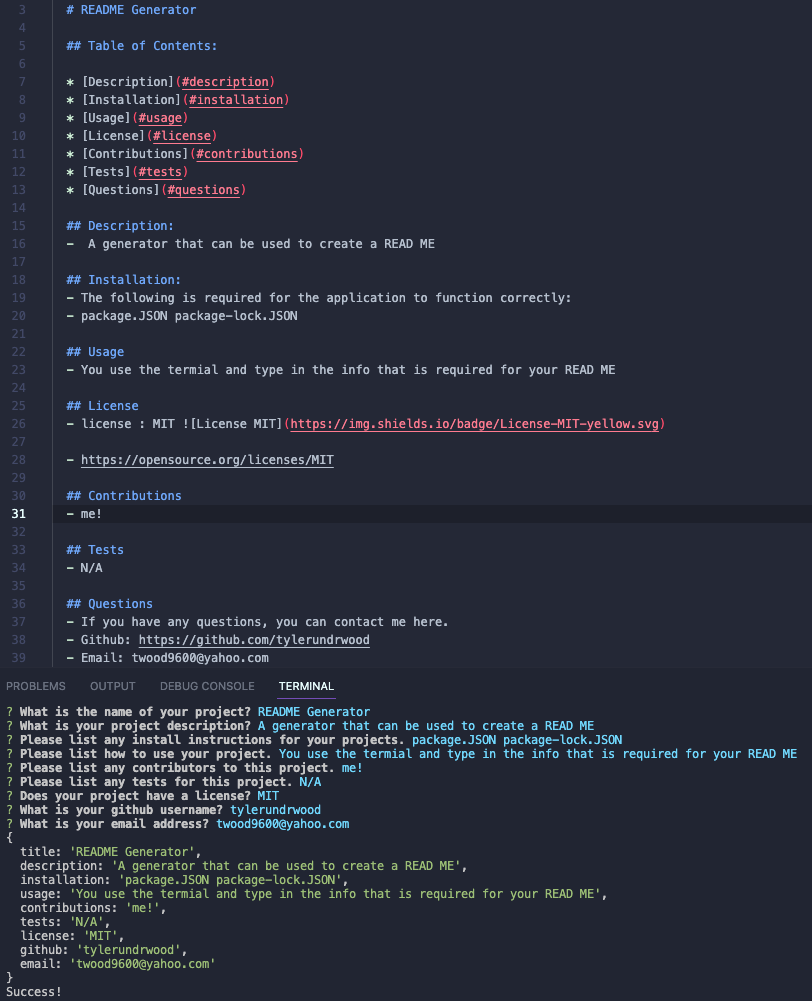 3 # README Generator
4
5 ## Table of Contents:
6
7 * [Description](#description)
8 * [Installation](#installation)
9 * [Usage](#usage)
10 * [License](#license)
11 * [Contributions](#contributions)
12 * [Tests](#tests)
13 * [Questions](#questions)
14
15 ## Description:
16 -  A generator that can be used to create a READ ME
17
18 ## Installation:
19 - The following is required for the application to function correctly:
20 - package.JSON package-lock.JSON
21
22 ## Usage
23 - You use the termial and type in the info that is required for your READ ME
24
25 ## License
26 - license : MIT ![License MIT](https://img.shields.io/badge/License-MIT-yellow.svg)
27
28 - https://opensource.org/licenses/MIT
29
30 ## Contributions
31 - me!
32
33 ## Tests
34 - N/A
35
36 ## Questions
37 - If you have any questions, you can contact me here.
38 - Github: https://github.com/tylerundrwood
39 - Email: twood9600@yahoo.com
PROBLEMS OUTPUT DEBUG CONSOLE TERMINAL
? What is the name of your project? README Generator
? What is your project description? A generator that can be used to create a READ ME
? Please list any install instructions for your projects. package.JSON package-lock.JSON
? Please list how to use your project. You use the termial and type in the info that is required for your READ ME
? Please list any contributors to this project. me!
? Please list any tests for this project. N/A
? Does your project have a license? MIT
? What is your github username? tylerundrwood
? What is your email address? twood9600@yahoo.com
{
  title: 'README Generator',
  description: 'A generator that can be used to create a READ ME',
  installation: 'package.JSON package-lock.JSON',
  usage: 'You use the termial and type in the info that is required for your READ ME',
  contributions: 'me!',
  tests: 'N/A',
  license: 'MIT',
  github: 'tylerundrwood',
  email: 'twood9600@yahoo.com'
}
Success!